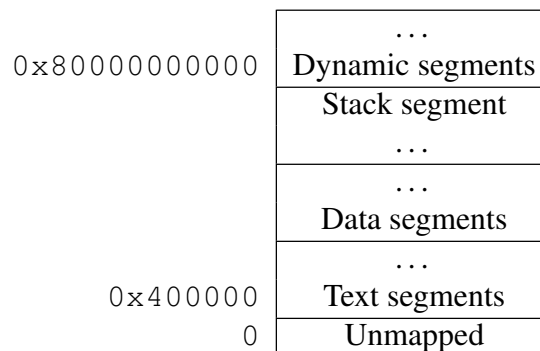 ...
0x80000000000 Dynamic segments
Stack segment
...
...
Data segments
...
0x400000 Text segments
0 Unmapped